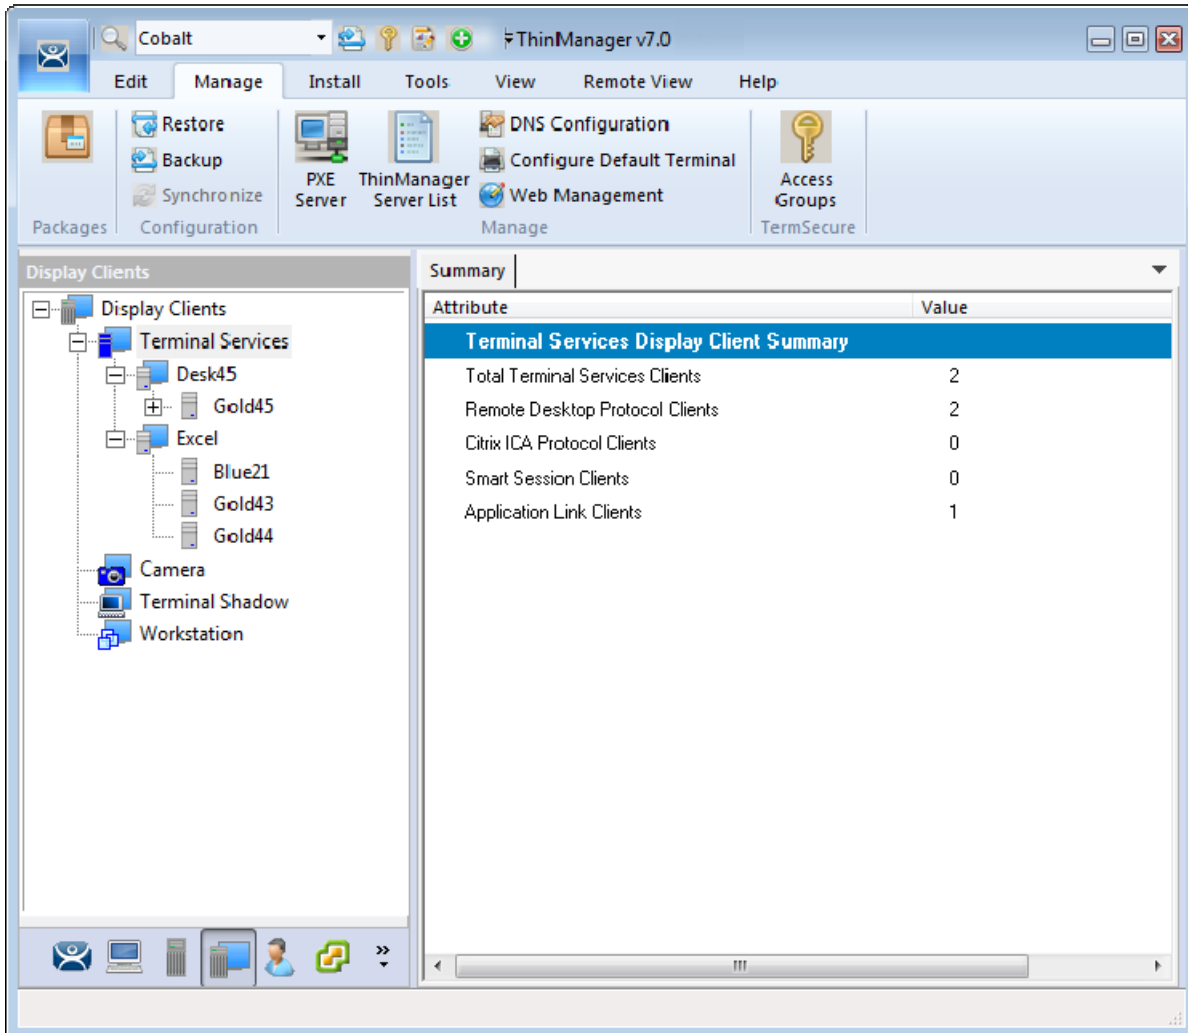 Cobalt
ThinManager v7.0
Edit Manage Install Tools View Remote View Help
Restore
Backup
Synchronize
PXE Server
ThinManager Server List
DNS Configuration
Configure Default Terminal
Web Management
Access Groups
Packages Configuration Manage TermSecure
Display Clients
Display Clients
Terminal Services
Desk45
Gold45
Excel
Blue21
Gold43
Gold44
Camera
Terminal Shadow
Workstation
Summary
Attribute Value
Terminal Services Display Client Summary
Total Terminal Services Clients 2
Remote Desktop Protocol Clients 2
Citrix ICA Protocol Clients 0
Smart Session Clients 0
Application Link Clients 1